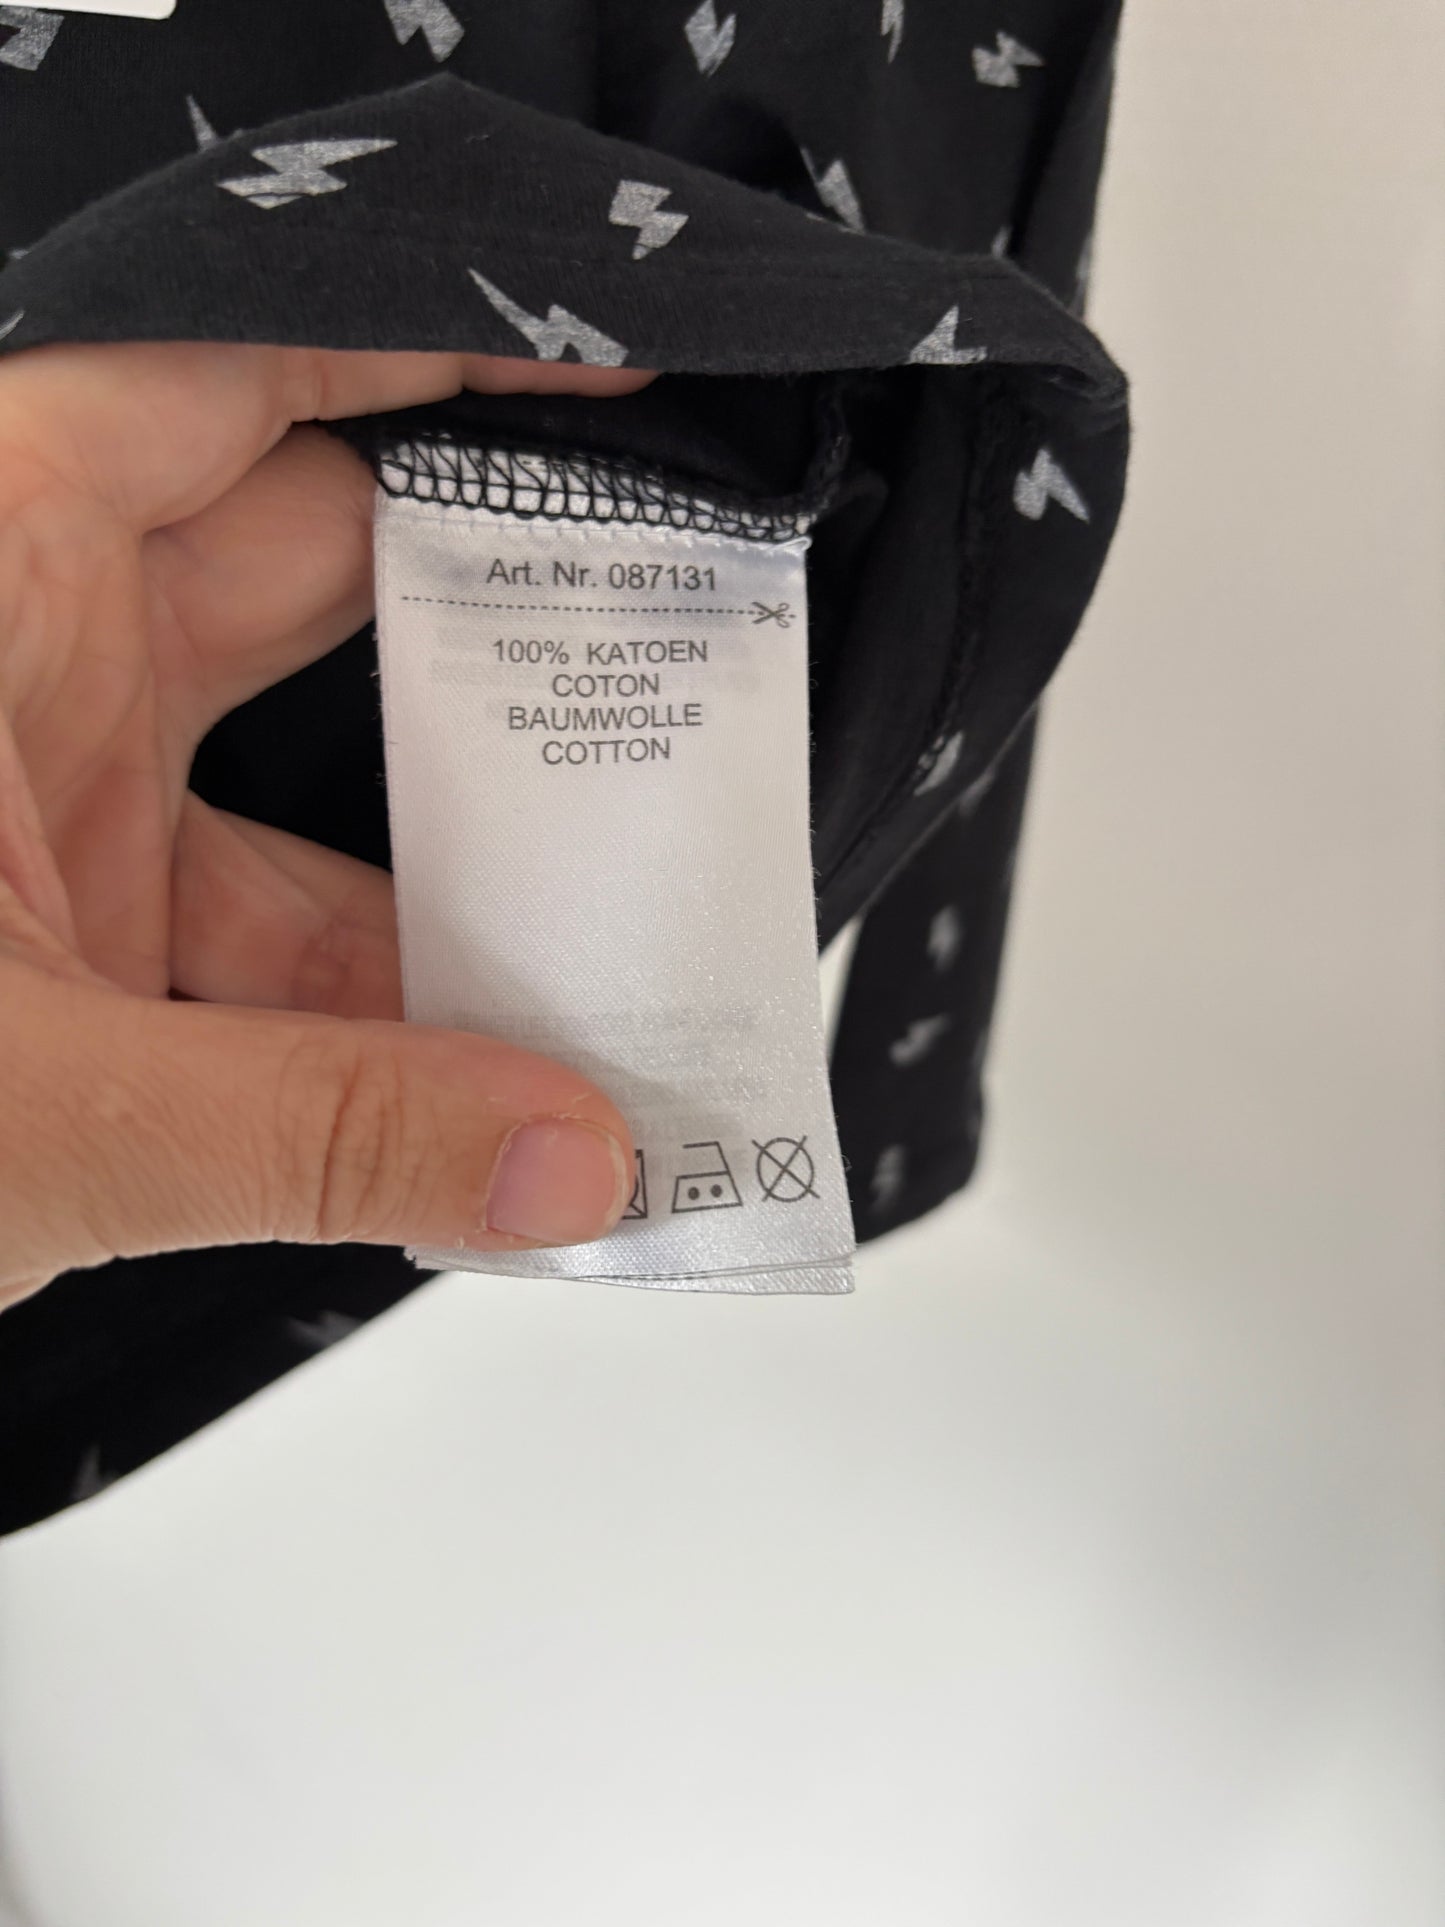 Art. Nr. 087131
100% KATOEN
COTON
BAUMWOLLE
COTTON